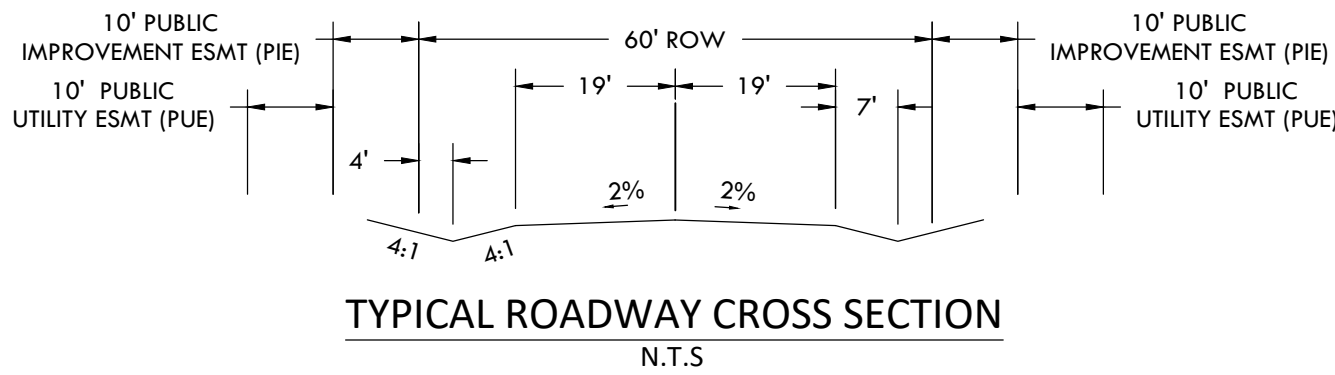 10' PUBLIC
IMPROVEMENT ESMT (PIE)
60' ROW
10' PUBLIC
IMPROVEMENT ESMT (PIE)
10' PUBLIC
UTILITY ESMT (PUE)
19'
19'
7'
10' PUBLIC
UTILITY ESMT (PUE)
4'
2%
2%
4:1
4:1
TYPICAL ROADWAY CROSS SECTION
N.T.S